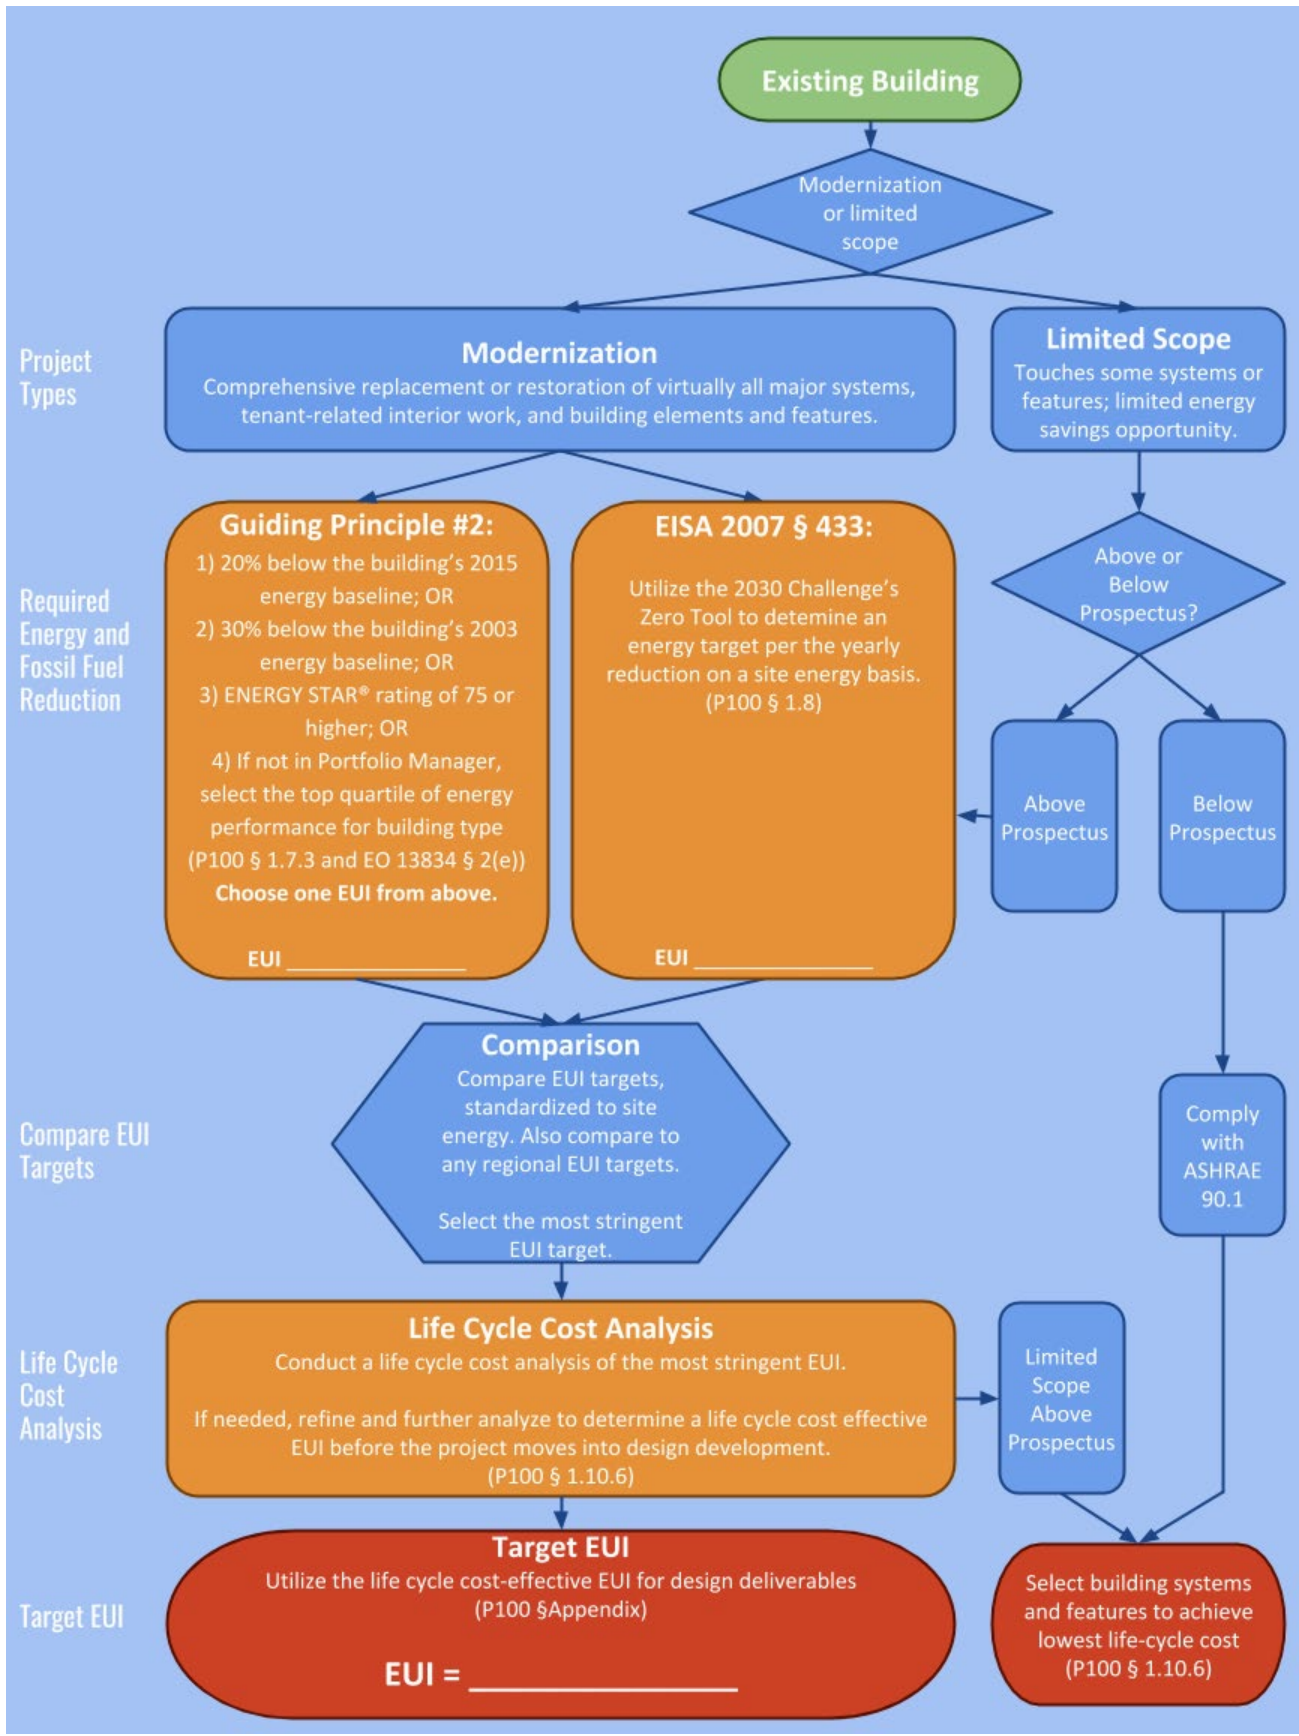 Existing Building
Modernization
or limited
scope
Project
Types
Modernization
Comprehensive replacement or restoration of virtually all major systems,
tenant-related interior work, and building elements and features.
Limited Scope
Touches some systems or
features; limited energy
savings opportunity.
Required
Energy and
Fossil Fuel
Reduction
Guiding Principle #2:
1) 20% below the building’s 2015
energy baseline; OR
2) 30% below the building’s 2003
energy baseline; OR
3) ENERGY STAR® rating of 75 or
higher; OR
4) If not in Portfolio Manager,
select the top quartile of energy
performance for building type
(P100 § 1.7.3 and EO 13834 § 2(e))
Choose one EUI from above.
EUI ________________
EISA 2007 § 433:
Utilize the 2030 Challenge’s
Zero Tool to detemine an
energy target per the yearly
reduction on a site energy basis.
(P100 § 1.8)
EUI ________________
Above or
Below
Prospectus?
Above
Prospectus
Below
Prospectus
Compare EUI
Targets
Comparison
Compare EUI targets,
standardized to site
energy. Also compare to
any regional EUI targets.
Select the most stringent
EUI target.
Comply
with
ASHRAE
90.1
Life Cycle
Cost
Analysis
Life Cycle Cost Analysis
Conduct a life cycle cost analysis of the most stringent EUI.
If needed, refine and further analyze to determine a life cycle cost effective
EUI before the project moves into design development.
(P100 § 1.10.6)
Limited
Scope
Above
Prospectus
Target EUI
Target EUI
Utilize the life cycle cost-effective EUI for design deliverables
(P100 §Appendix)
EUI = ________________
Select building systems
and features to achieve
lowest life-cycle cost
(P100 § 1.10.6)